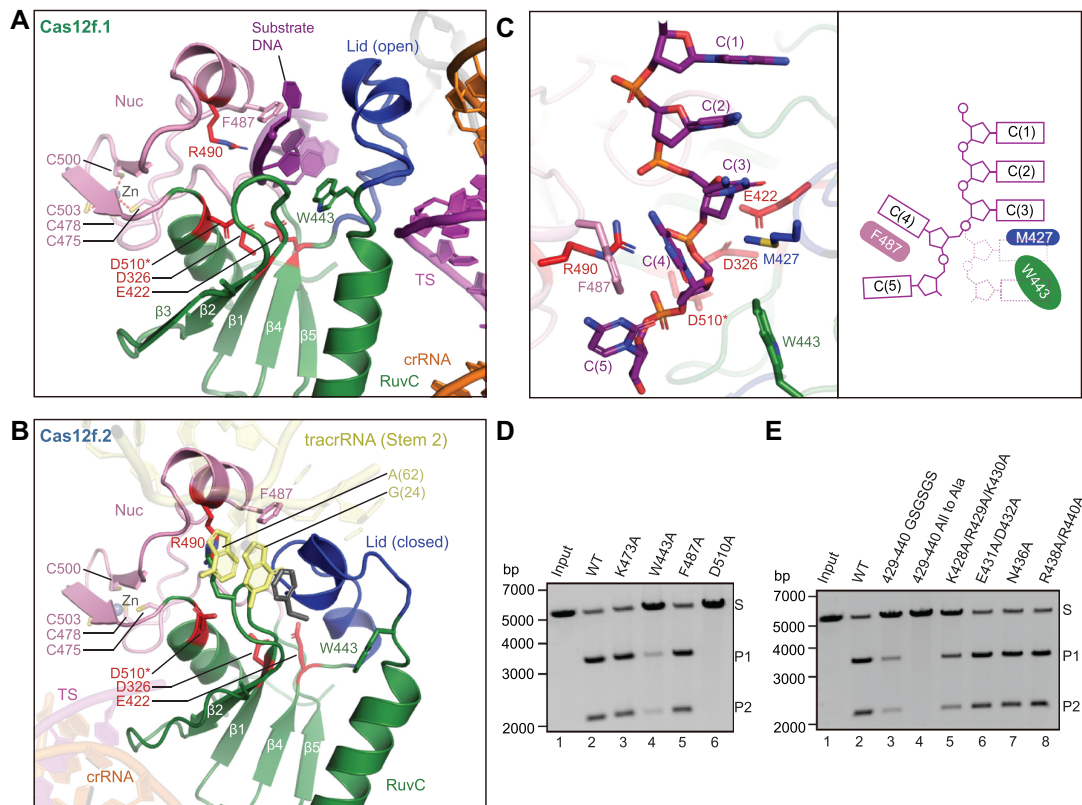 A
Cas12f.1
Substrate
DNA
Lid (open)
Nuc
F487
R490
C500
Zn
C503
C478
C475
W443
D510*
D326
E422
β3
β2
β1
β4
β5
TS
crRNA
RuvC
B
Cas12f.2
tracrRNA (Stem 2)
A(62)
G(24)
Nuc
F487
R490
Lid (closed)
C500
Zn
C503
C478
C475
W443
D510*
D326
E422
TS
β2
β1
β4
β5
crRNA
RuvC
C
C(1)
C(2)
C(3)
E422
R490
C(4)
D326
M427
F487
D510*
W443
C(5)
C(1)
C(2)
C(3)
C(4)
F487
M427
W443
C(5)
D
bp
Input
WT
K473A
W443A
F487A
D510A
7000
5000
4000
3000
2000
S
P1
P2
1 2 3 4 5 6
E
bp
Input
WT
429-440 GSGSGS
429-440 All to Ala
K428A/R429A/K430A
E431A/D432A
N436A
R438A/R440A
7000
5000
4000
3000
2000
S
P1
P2
1 2 3 4 5 6 7 8